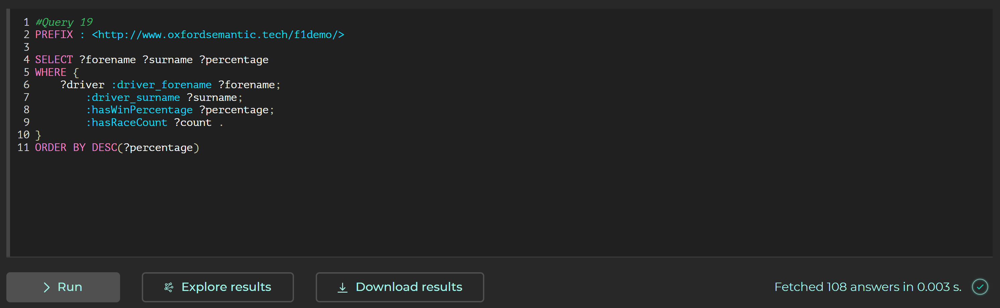 1 #Query 19
2 PREFIX : <http://www.oxfordsemantic.tech/f1demo/>
3
4 SELECT ?forename ?surname ?percentage
5 WHERE {
6     ?driver :driver_forename ?forename;
7         :driver_surname ?surname;
8         :hasWinPercentage ?percentage;
9         :hasRaceCount ?count .
10 }
11 ORDER BY DESC(?percentage)
Run Explore results Download results Fetched 108 answers in 0.003 s.